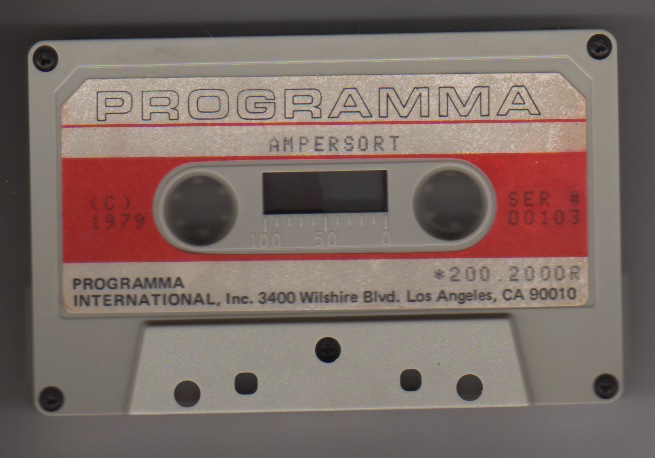 PROGRAMMA
AMPERSORT
(C)
1979
SER #
00103
100 50 0
*200.2000R
PROGRAMMA
INTERNATIONAL, Inc. 3400 Wilshire Blvd. Los Angeles, CA 90010